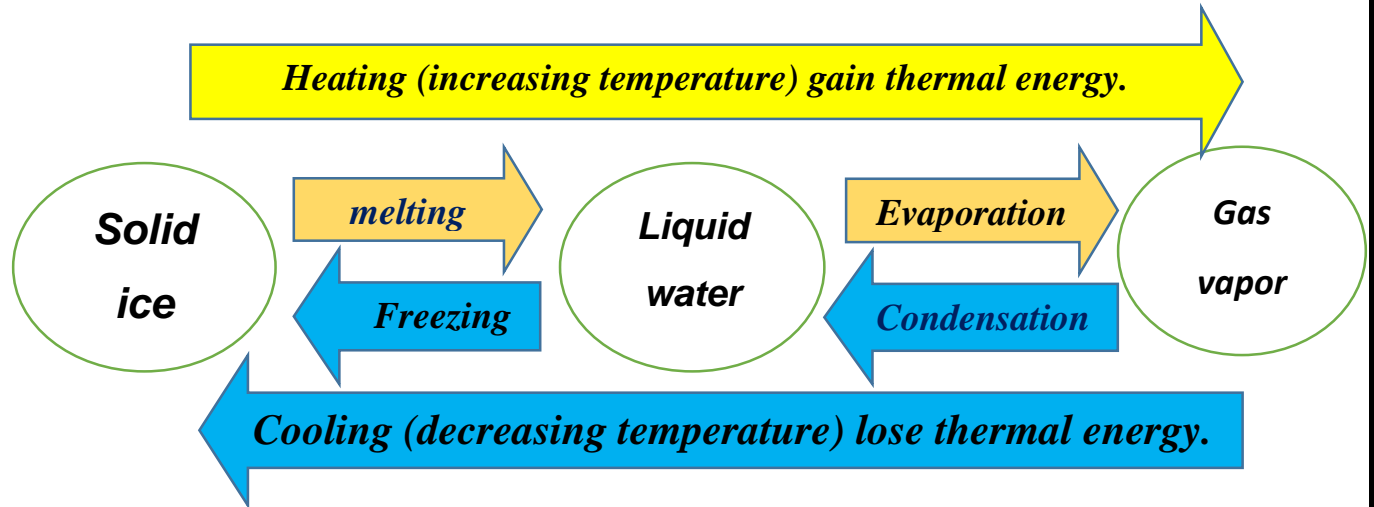 Heating (increasing temperature) gain thermal energy.
Solid
ice
melting
Freezing
Liquid
water
Evaporation
Condensation
Gas
vapor
Cooling (decreasing temperature) lose thermal energy.